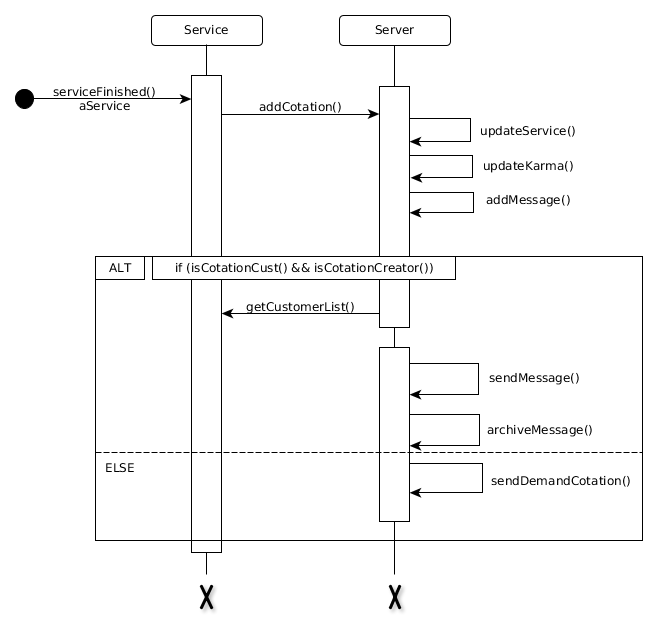 Service
Server
serviceFinished()
aService
addCotation()
updateService()
updateKarma()
addMessage()
ALT
if (isCotationCust() && isCotationCreator())
getCustomerList()
sendMessage()
archiveMessage()
ELSE
sendDemandCotation()